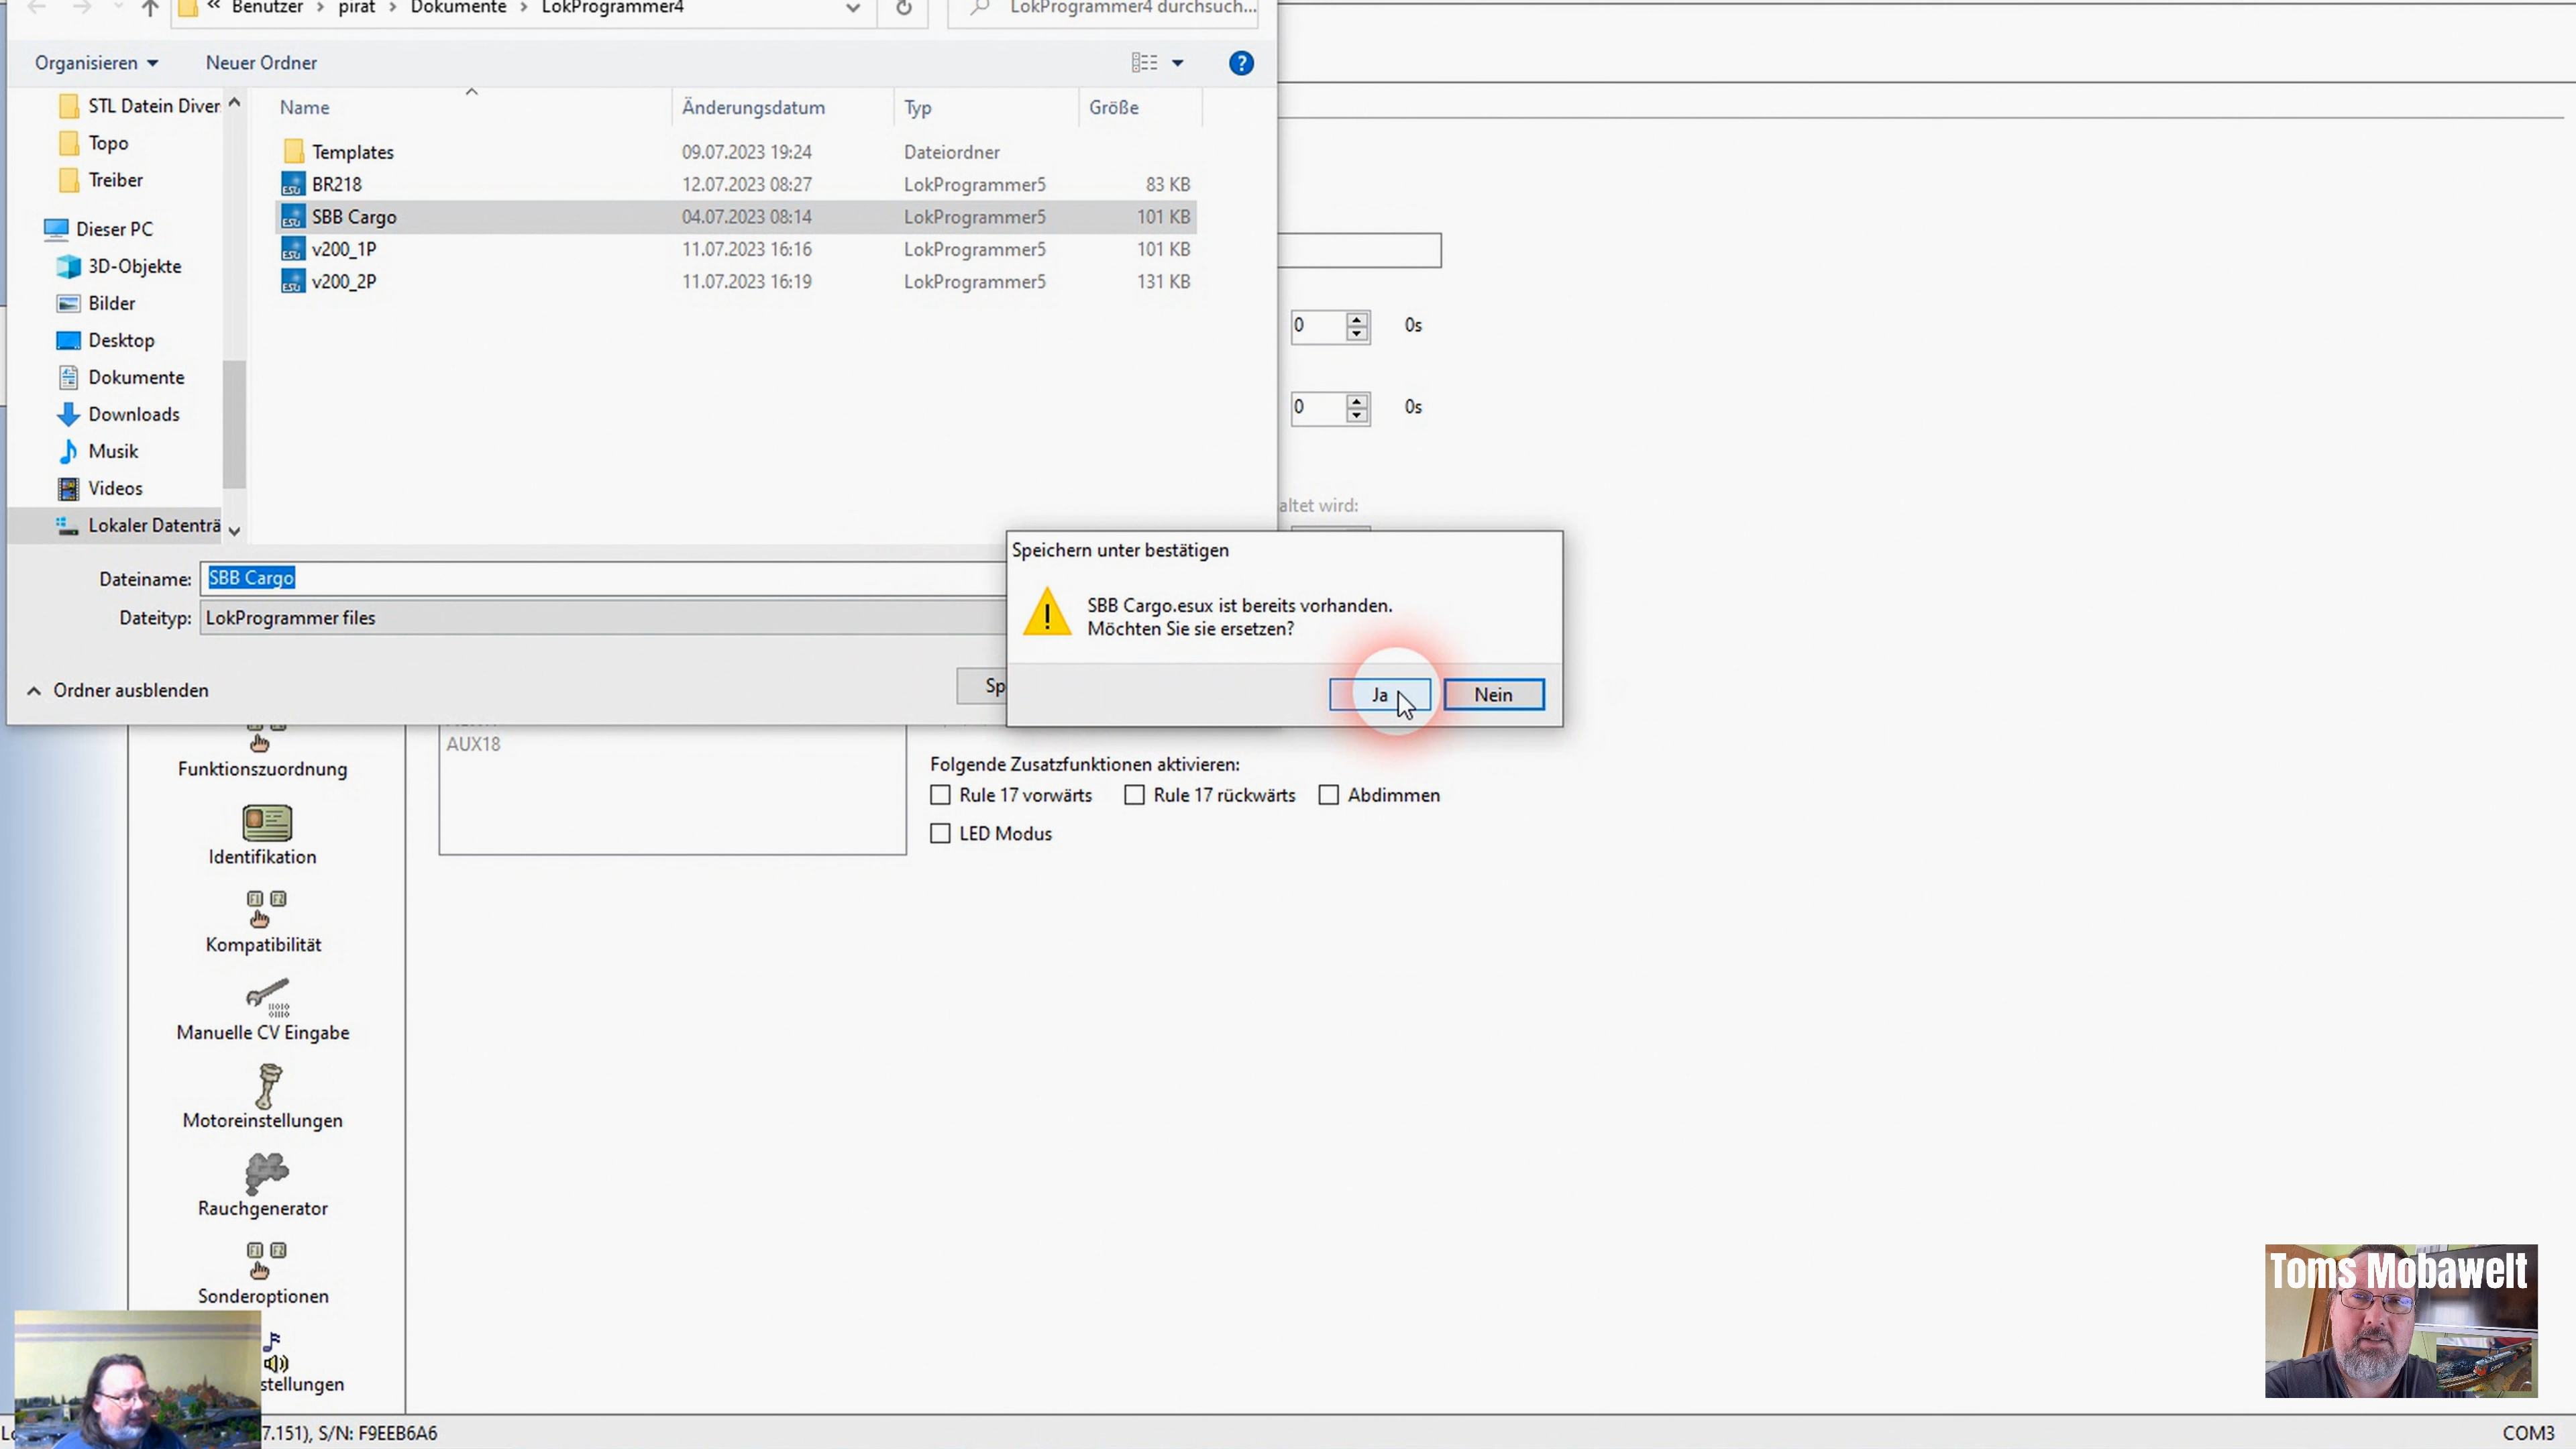 « Benutzer › pirat › Dokumente › LokProgrammer4
LokProgrammer4 durchsuch...
Organisieren
Neuer Ordner
Name Änderungsdatum Typ Größe
STL Datein Diver
Topo
Treiber
Dieser PC
3D-Objekte
Bilder
Desktop
Dokumente
Downloads
Musik
Videos
Lokaler Datenträ
Templates 09.07.2023 19:24 Dateiordner
BR218 12.07.2023 08:27 LokProgrammer5 83 KB
SBB Cargo 04.07.2023 08:14 LokProgrammer5 101 KB
v200_1P 11.07.2023 16:16 LokProgrammer5 101 KB
v200_2P 11.07.2023 16:19 LokProgrammer5 131 KB
0 0s
0 0s
altet wird:
Dateiname: SBB Cargo
Dateityp: LokProgrammer files
Ordner ausblenden
Sp
Speichern unter bestätigen
SBB Cargo.esux ist bereits vorhanden.
Möchten Sie sie ersetzen?
Ja
Nein
AUX18
Folgende Zusatzfunktionen aktivieren:
Rule 17 vorwärts Rule 17 rückwärts Abdimmen
LED Modus
Funktionszuordnung
Identifikation
Kompatibilität
Manuelle CV Eingabe
Motoreinstellungen
Rauchgenerator
Sonderoptionen
stellungen
Toms Mobawelt
7.151), S/N: F9EEB6A6
COM3